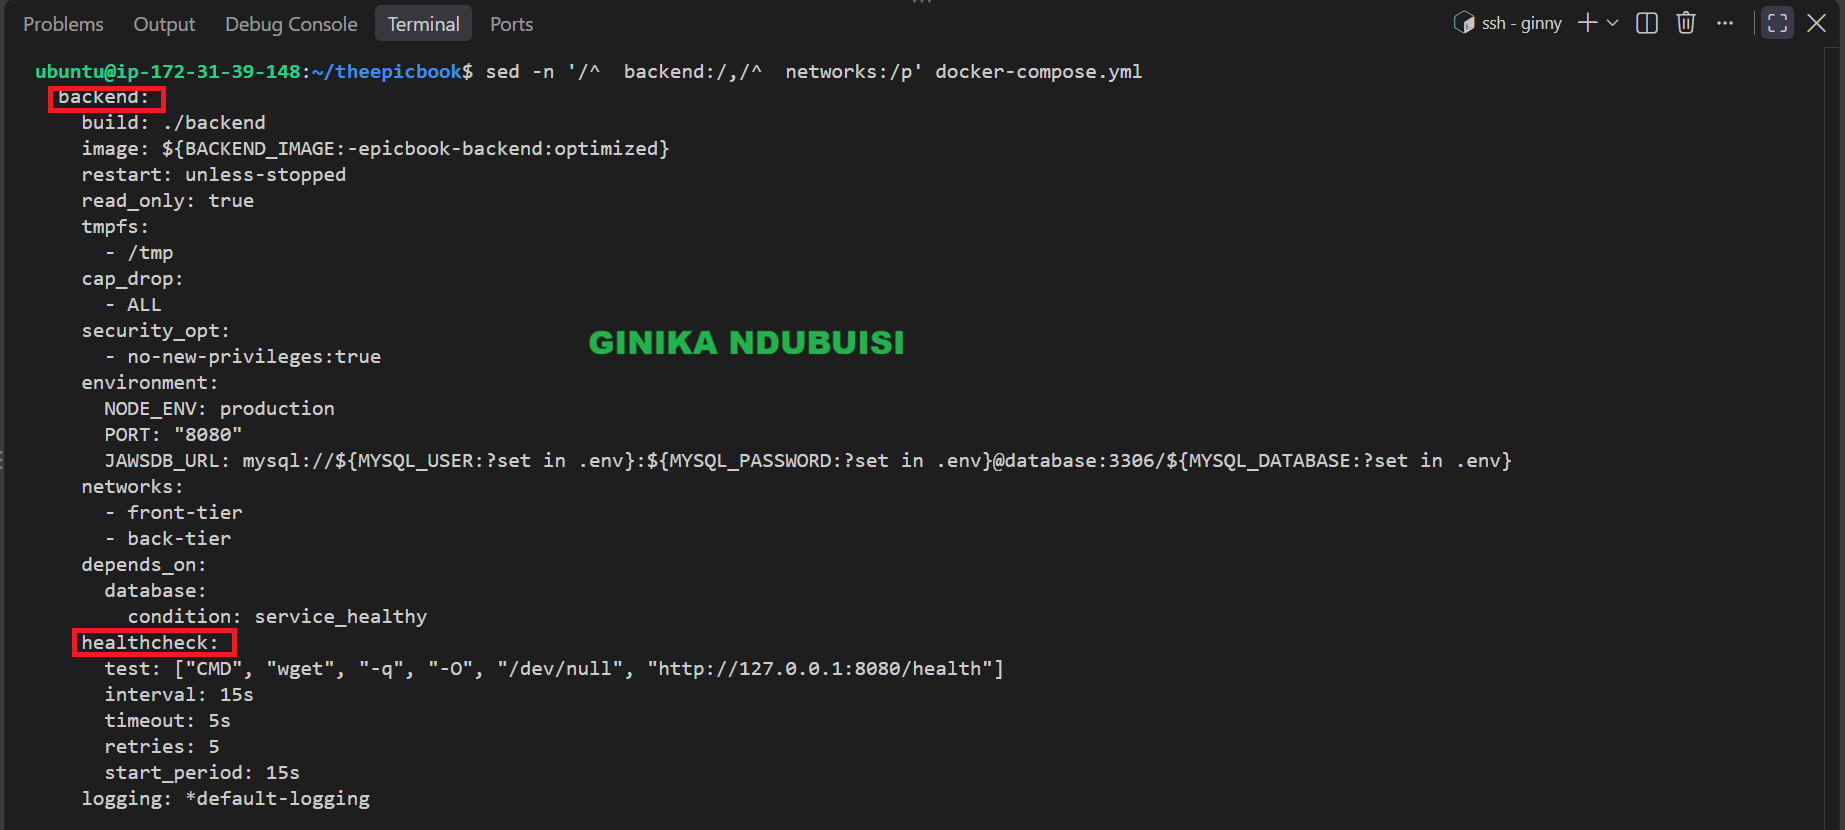 Problems Output Debug Console Terminal Ports ssh - ginny
ubuntu@ip-172-31-39-148:~/theepicbook$ sed -n '/^  backend:/,/^  networks:/p' docker-compose.yml
  backend:
    build: ./backend
    image: ${BACKEND_IMAGE:-epicbook-backend:optimized}
    restart: unless-stopped
    read_only: true
    tmpfs:
      - /tmp
    cap_drop:
      - ALL
    security_opt:
GINIKA NDUBUISI
      - no-new-privileges:true
    environment:
      NODE_ENV: production
      PORT: "8080"
      JAWSDB_URL: mysql://${MYSQL_USER:?set in .env}:${MYSQL_PASSWORD:?set in .env}@database:3306/${MYSQL_DATABASE:?set in .env}
    networks:
      - front-tier
      - back-tier
    depends_on:
      database:
        condition: service_healthy
    healthcheck:
      test: ["CMD", "wget", "-q", "-O", "/dev/null", "http://127.0.0.1:8080/health"]
      interval: 15s
      timeout: 5s
      retries: 5
      start_period: 15s
    logging: *default-logging